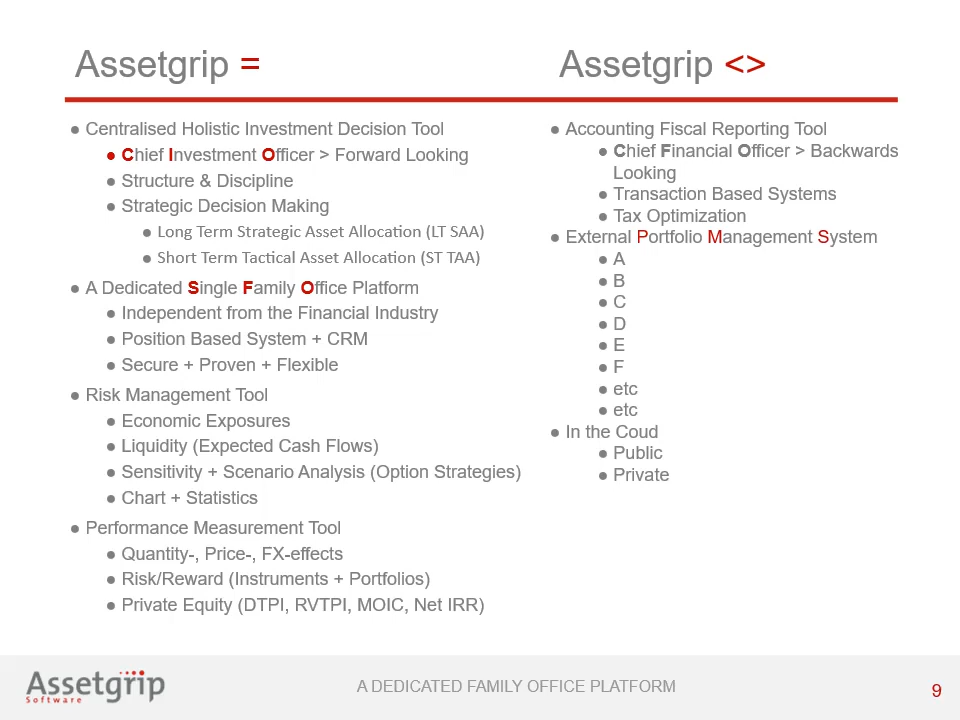 Assetgrip =
● Centralised Holistic Investment Decision Tool
● Chief Investment Officer > Forward Looking
● Structure & Discipline
● Strategic Decision Making
● Long Term Strategic Asset Allocation (LT SAA)
● Short Term Tactical Asset Allocation (ST TAA)
● A Dedicated Single Family Office Platform
● Independent from the Financial Industry
● Position Based System + CRM
● Secure + Proven + Flexible
● Risk Management Tool
● Economic Exposures
● Liquidity (Expected Cash Flows)
● Sensitivity + Scenario Analysis (Option Strategies)
● Chart + Statistics
● Performance Measurement Tool
● Quantity-, Price-, FX-effects
● Risk/Reward (Instruments + Portfolios)
● Private Equity (DTPI, RVTPI, MOIC, Net IRR)
Assetgrip <>
● Accounting Fiscal Reporting Tool
● Chief Financial Officer > Backwards
Looking
● Transaction Based Systems
● Tax Optimization
● External Portfolio Management System
● A
● B
● C
● D
● E
● F
● etc
● etc
● In the Coud
● Public
● Private
Assetgrip
Software
A DEDICATED FAMILY OFFICE PLATFORM
9